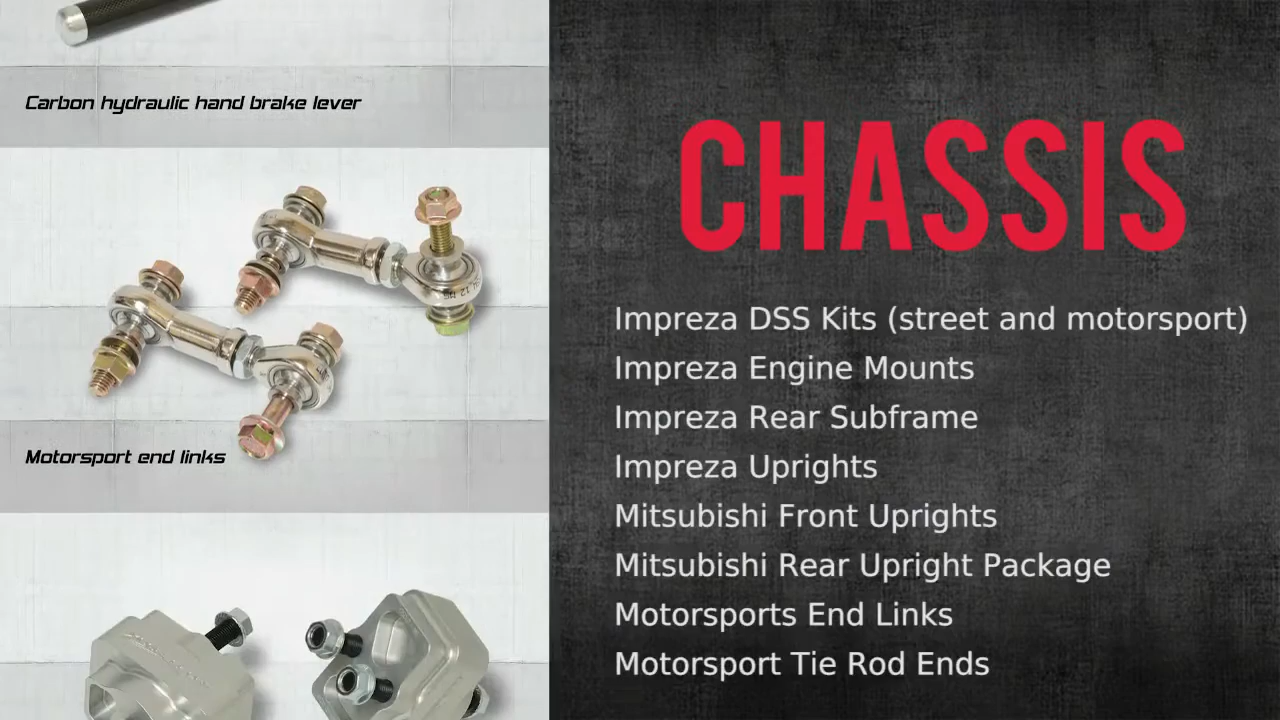 Carbon hydraulic hand brake lever
Motorsport end links
CHASSIS
Impreza DSS Kits (street and motorsport)
Impreza Engine Mounts
Impreza Rear Subframe
Impreza Uprights
Mitsubishi Front Uprights
Mitsubishi Rear Upright Package
Motorsports End Links
Motorsport Tie Rod Ends